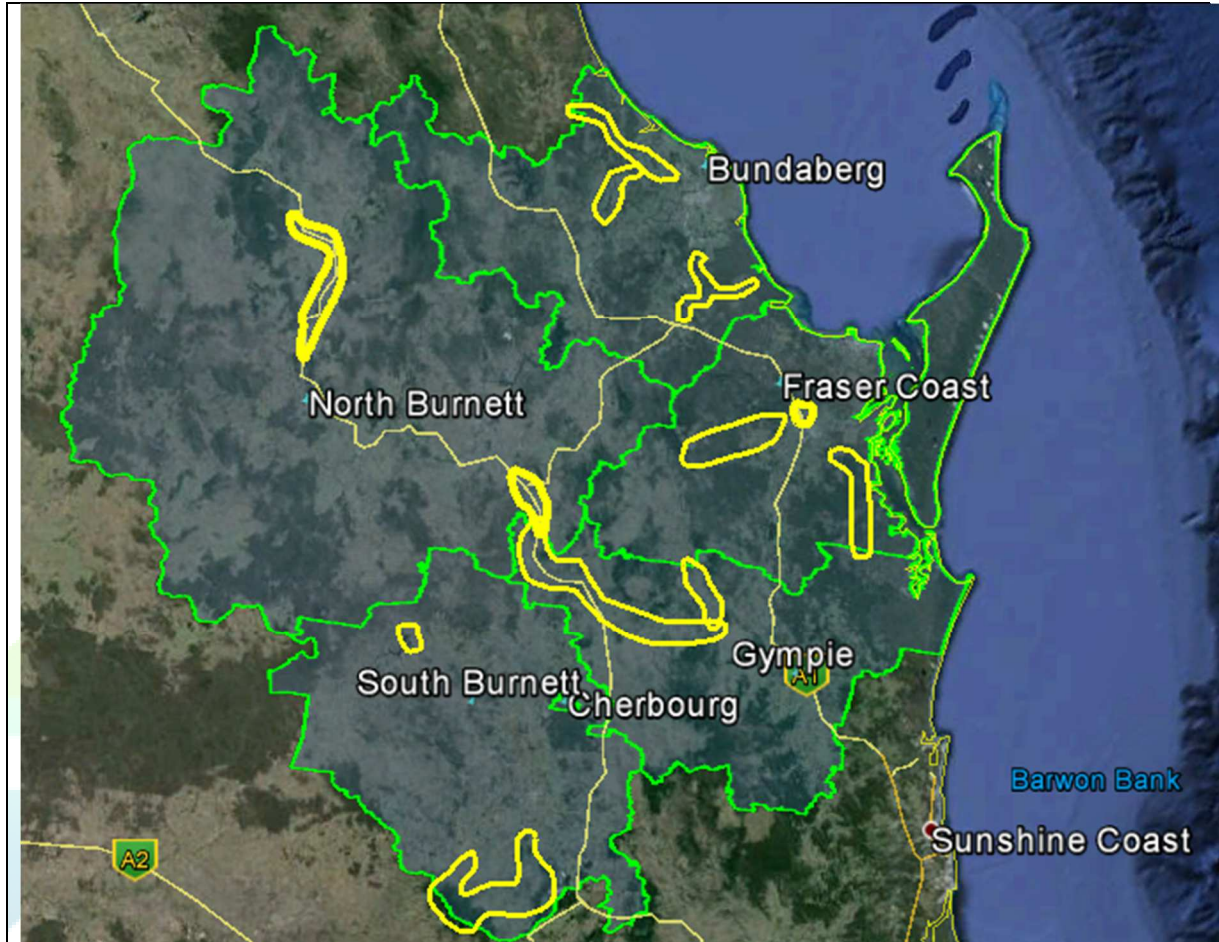 Bundaberg
Fraser Coast
North Burnett
Gympie
A1
South Burnett
Cherbourg
Barwon Bank
Sunshine Coast
A2